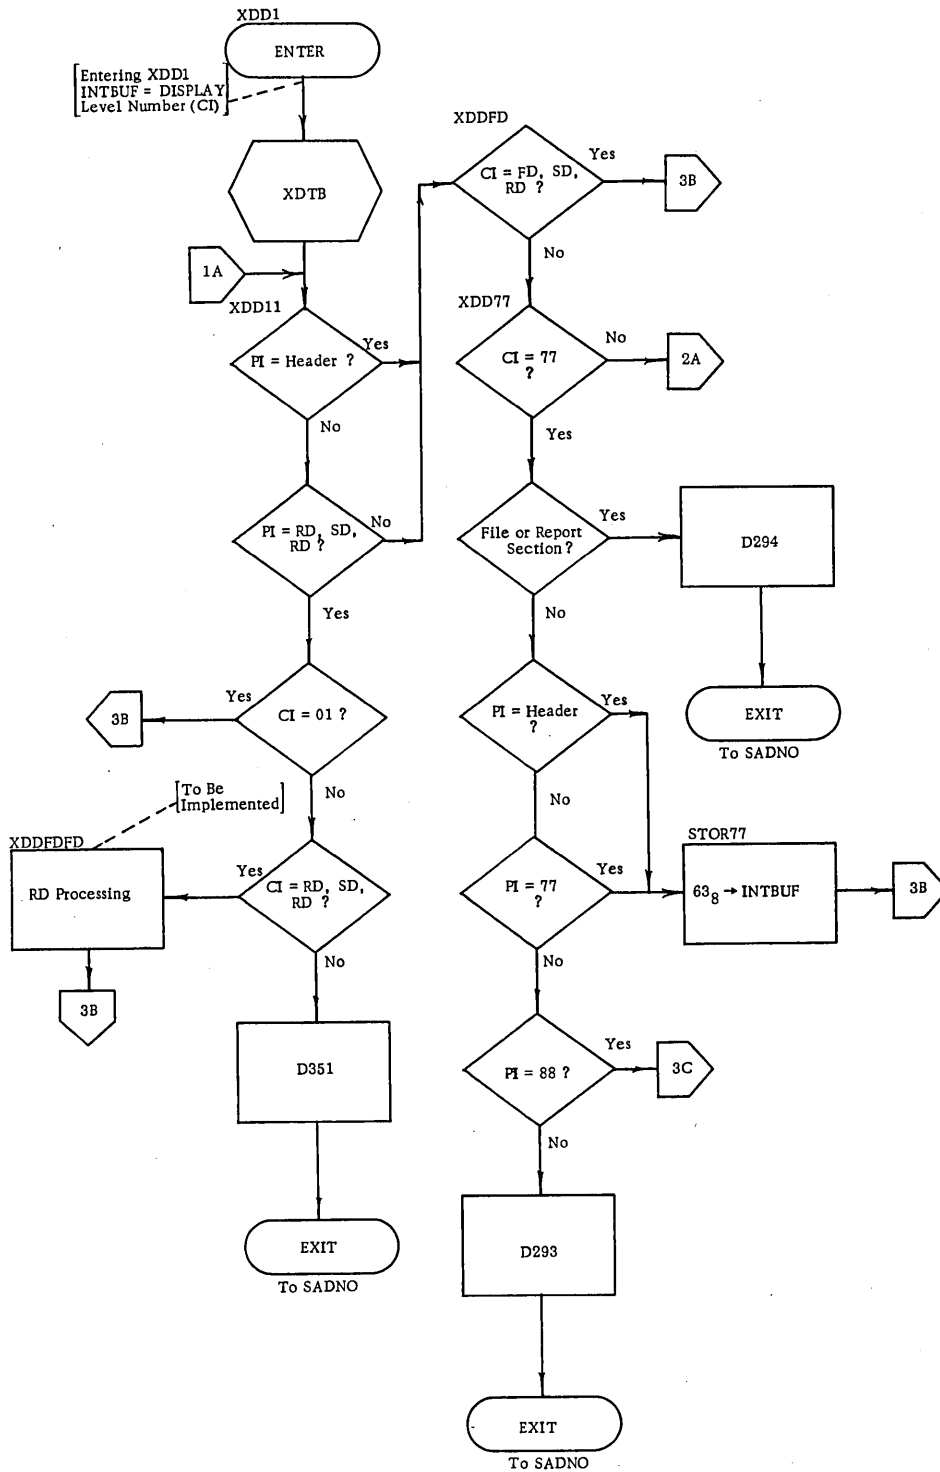 XDD1
ENTER
[Entering XDD1
INTBUF = DISPLAY
Level Number (CI)]
XDTB
1A
XDD11
PI = Header ?
Yes
No
PI = RD, SD,
RD ?
No
Yes
CI = 01 ?
Yes
3B
No
[To Be
Implemented]
XDDFDFD
RD Processing
3B
CI = RD, SD,
RD ?
Yes
No
D351
EXIT
To SADNO
XDDFD
CI = FD, SD,
RD ?
Yes
3B
No
XDD77
CI = 77
?
No
2A
Yes
File or Report
Section ?
Yes
D294
EXIT
To SADNO
No
PI = Header
?
Yes
No
PI = 77
?
Yes
STOR77
63₈ → INTBUF
3B
No
PI = 88 ?
Yes
3C
No
D293
EXIT
To SADNO